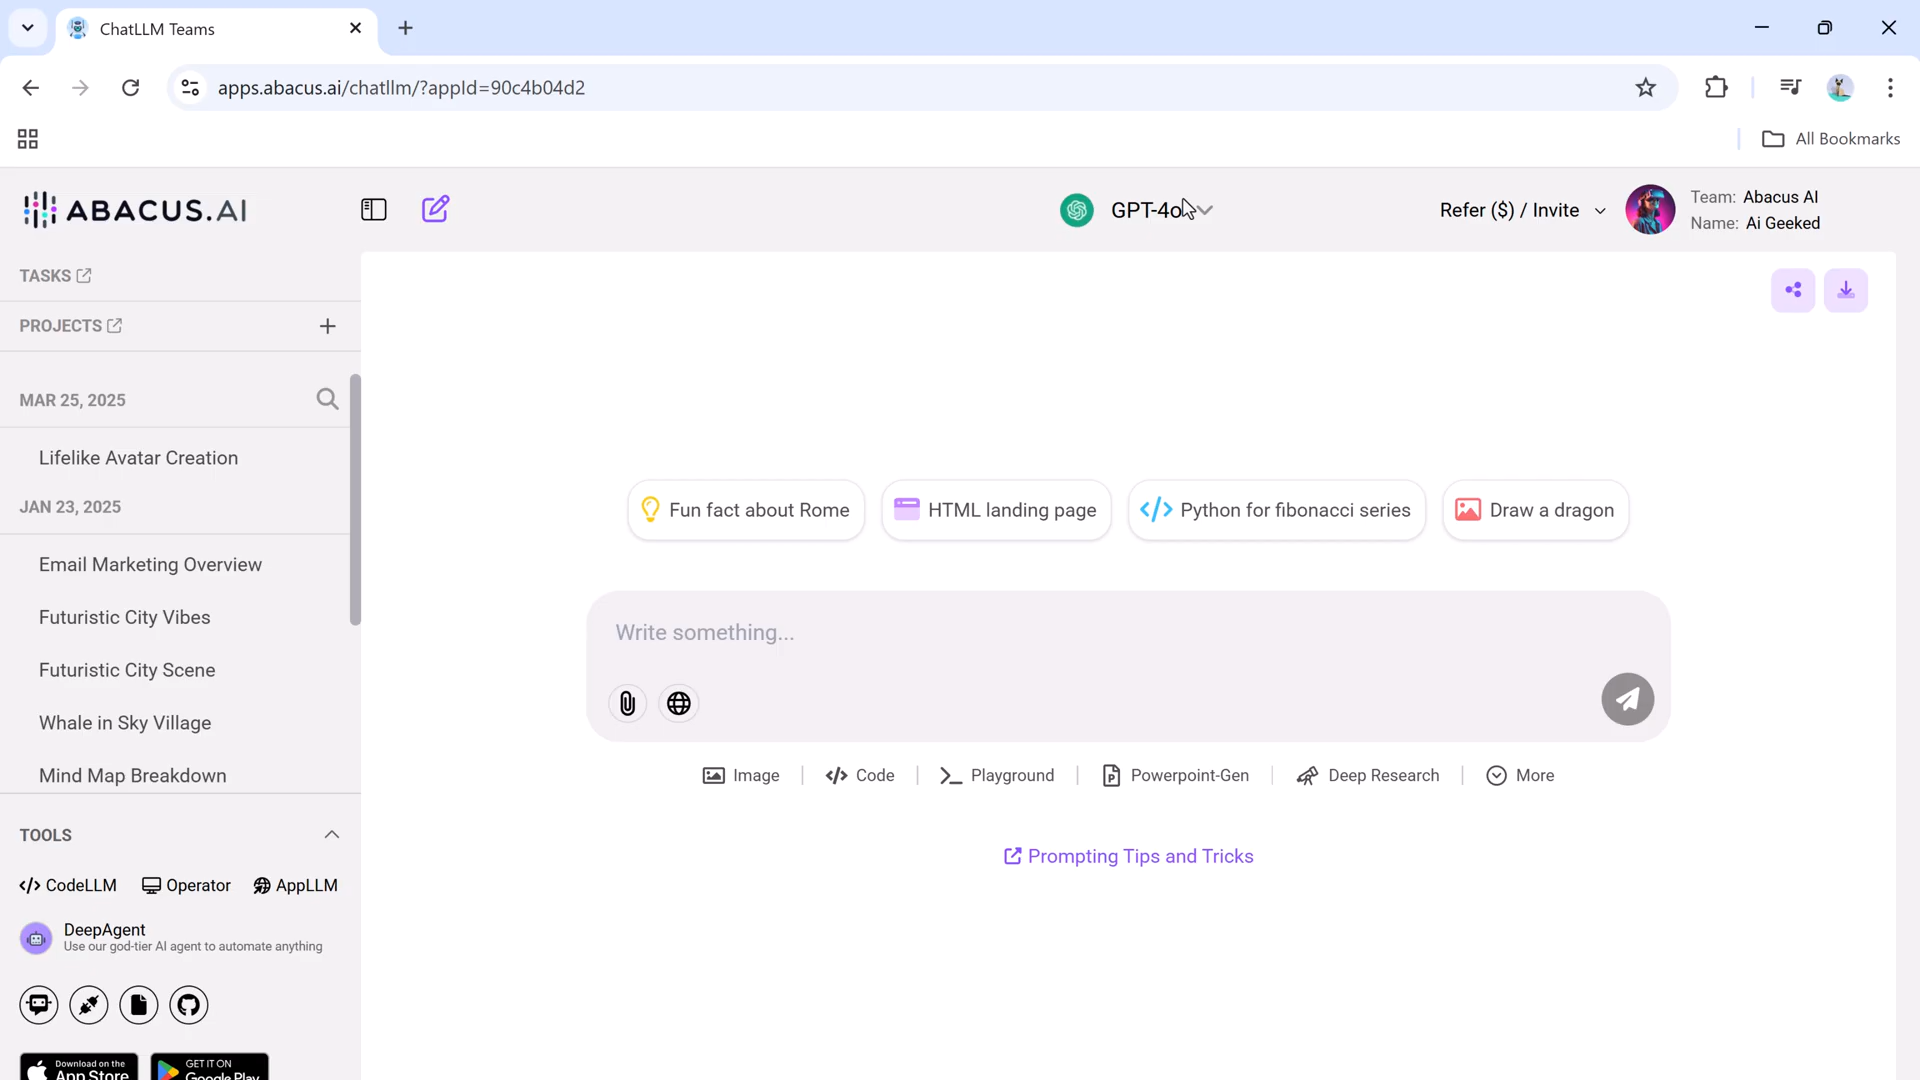 ChatLLM Teams
apps.abacus.ai/chatllm/?appId=90c4b04d2
All Bookmarks
ABACUS.AI
GPT-4o
Refer ($) / Invite
Team: Abacus AI
Name: Ai Geeked
TASKS
PROJECTS
MAR 25, 2025
Lifelike Avatar Creation
JAN 23, 2025
Email Marketing Overview
Futuristic City Vibes
Futuristic City Scene
Whale in Sky Village
Mind Map Breakdown
Fun fact about Rome
HTML landing page
Python for fibonacci series
Draw a dragon
Write something...
Image
Code
Playground
Powerpoint-Gen
Deep Research
More
Prompting Tips and Tricks
TOOLS
CodeLLM
Operator
AppLLM
DeepAgent
Use our god-tier AI agent to automate anything
Download on the
App Store
GET IT ON
Google Play